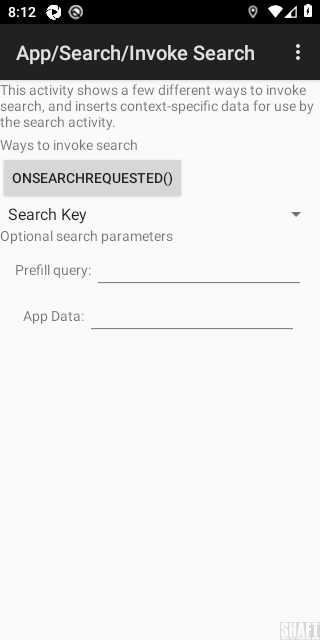 8:12
App/Search/Invoke Search
This activity shows a few different ways to invoke
search, and inserts context-specific data for use by
the search activity.
Ways to invoke search
ONSEARCHREQUESTED()
Search Key
Optional search parameters
Prefill query:
App Data:
SHAFT